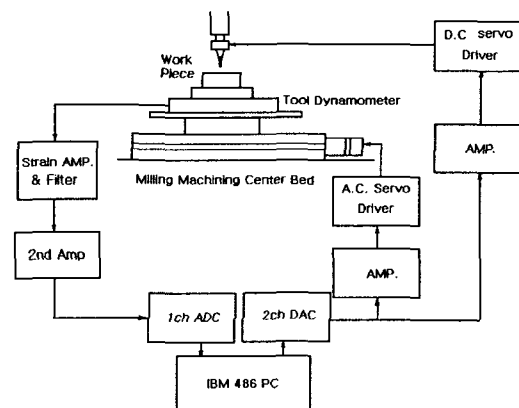 D.C servo
Driver
Work
Piece
Tool Dynamometer
AMP.
Strain AMP.
& Filter
Milling Machining Center Bed
A.C. Servo
Driver
2nd Amp
AMP.
1ch ADC
2ch DAC
IBM 486 PC